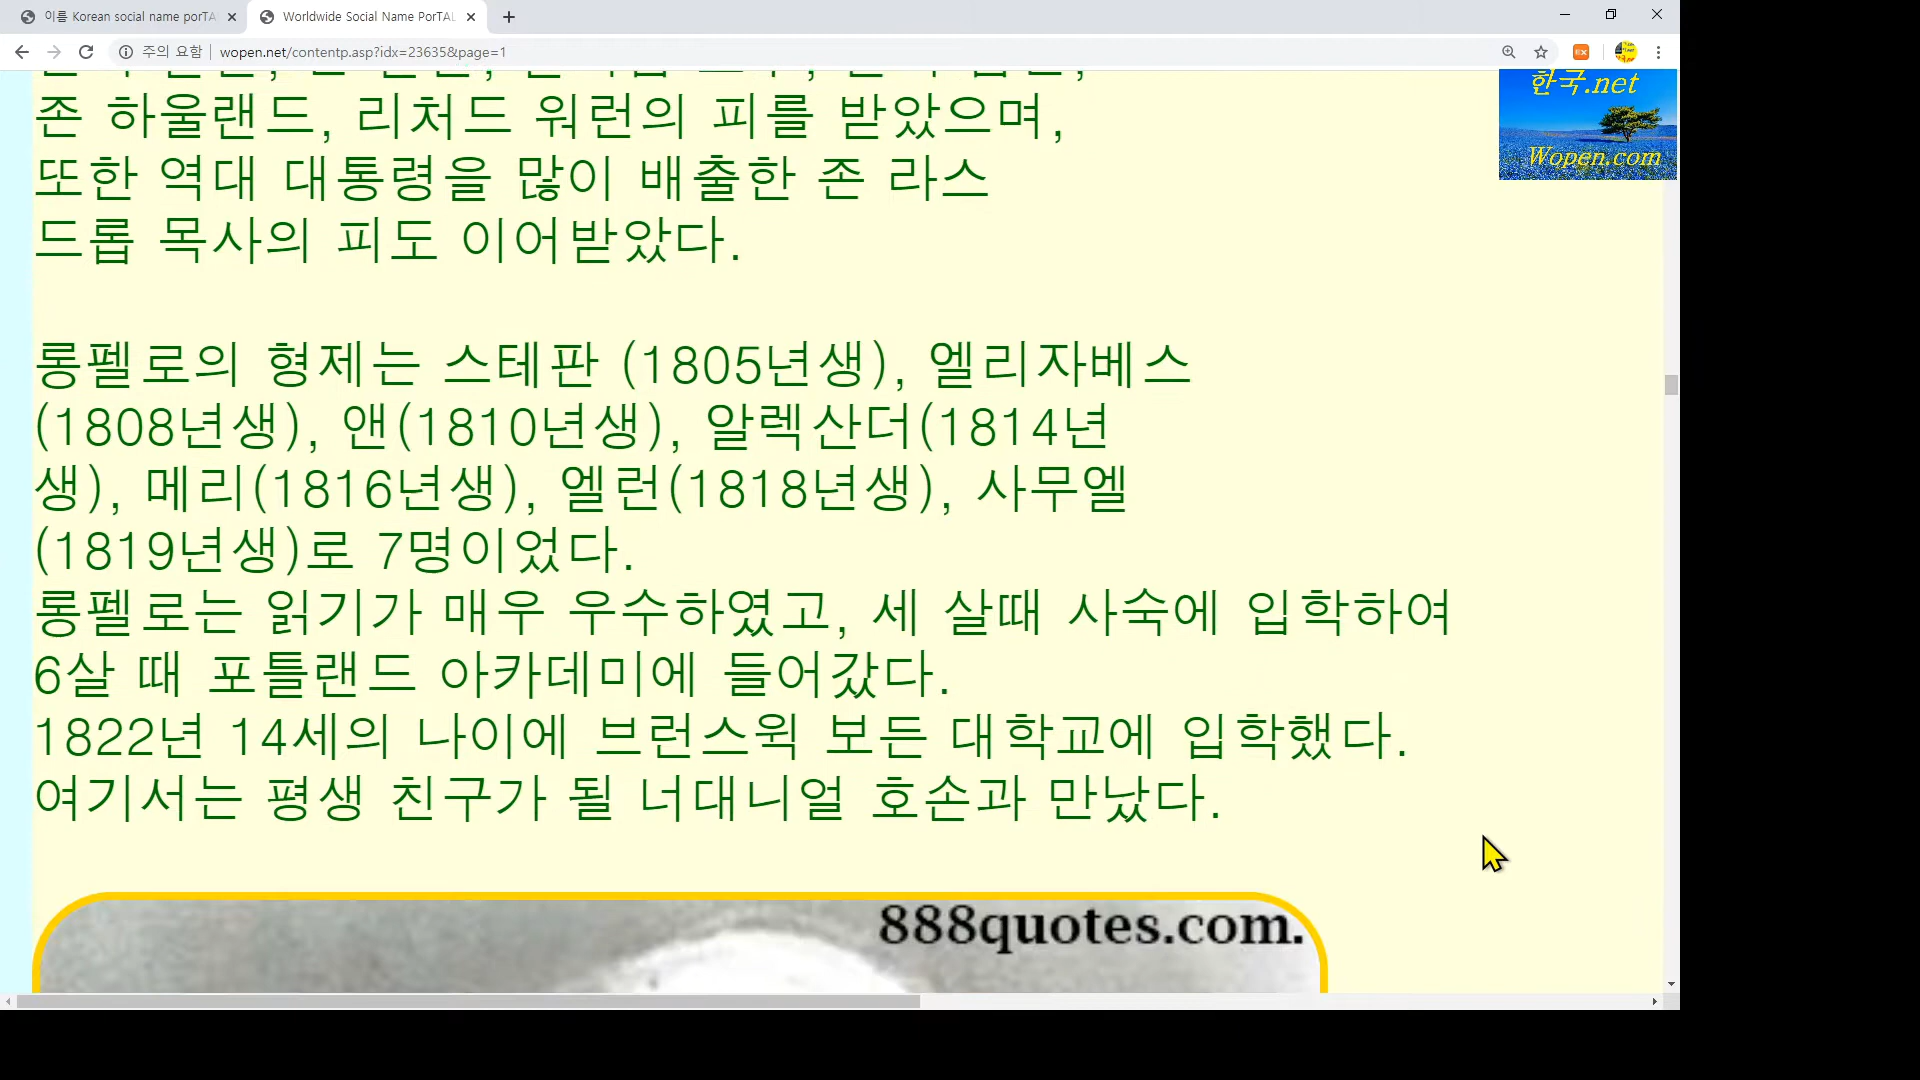 이름 Korean social name porTA
Worldwide Social Name PorTAL
주의 요함
wopen.net/contentp.asp?idx=23635&page=1
한국.net
Wopen.com
존 하울랜드, 리처드 워런의 피를 받았으며,
또한 역대 대통령을 많이 배출한 존 라스
드롭 목사의 피도 이어받았다.
롱펠로의 형제는 스테판 (1805년생), 엘리자베스
(1808년생), 앤(1810년생), 알렉산더(1814년
생), 메리(1816년생), 엘런(1818년생), 사무엘
(1819년생)로 7명이었다.
롱펠로는 읽기가 매우 우수하였고, 세 살때 사숙에 입학하여
6살 때 포틀랜드 아카데미에 들어갔다.
1822년 14세의 나이에 브런스윅 보든 대학교에 입학했다.
여기서는 평생 친구가 될 너대니얼 호손과 만났다.
888quotes.com.